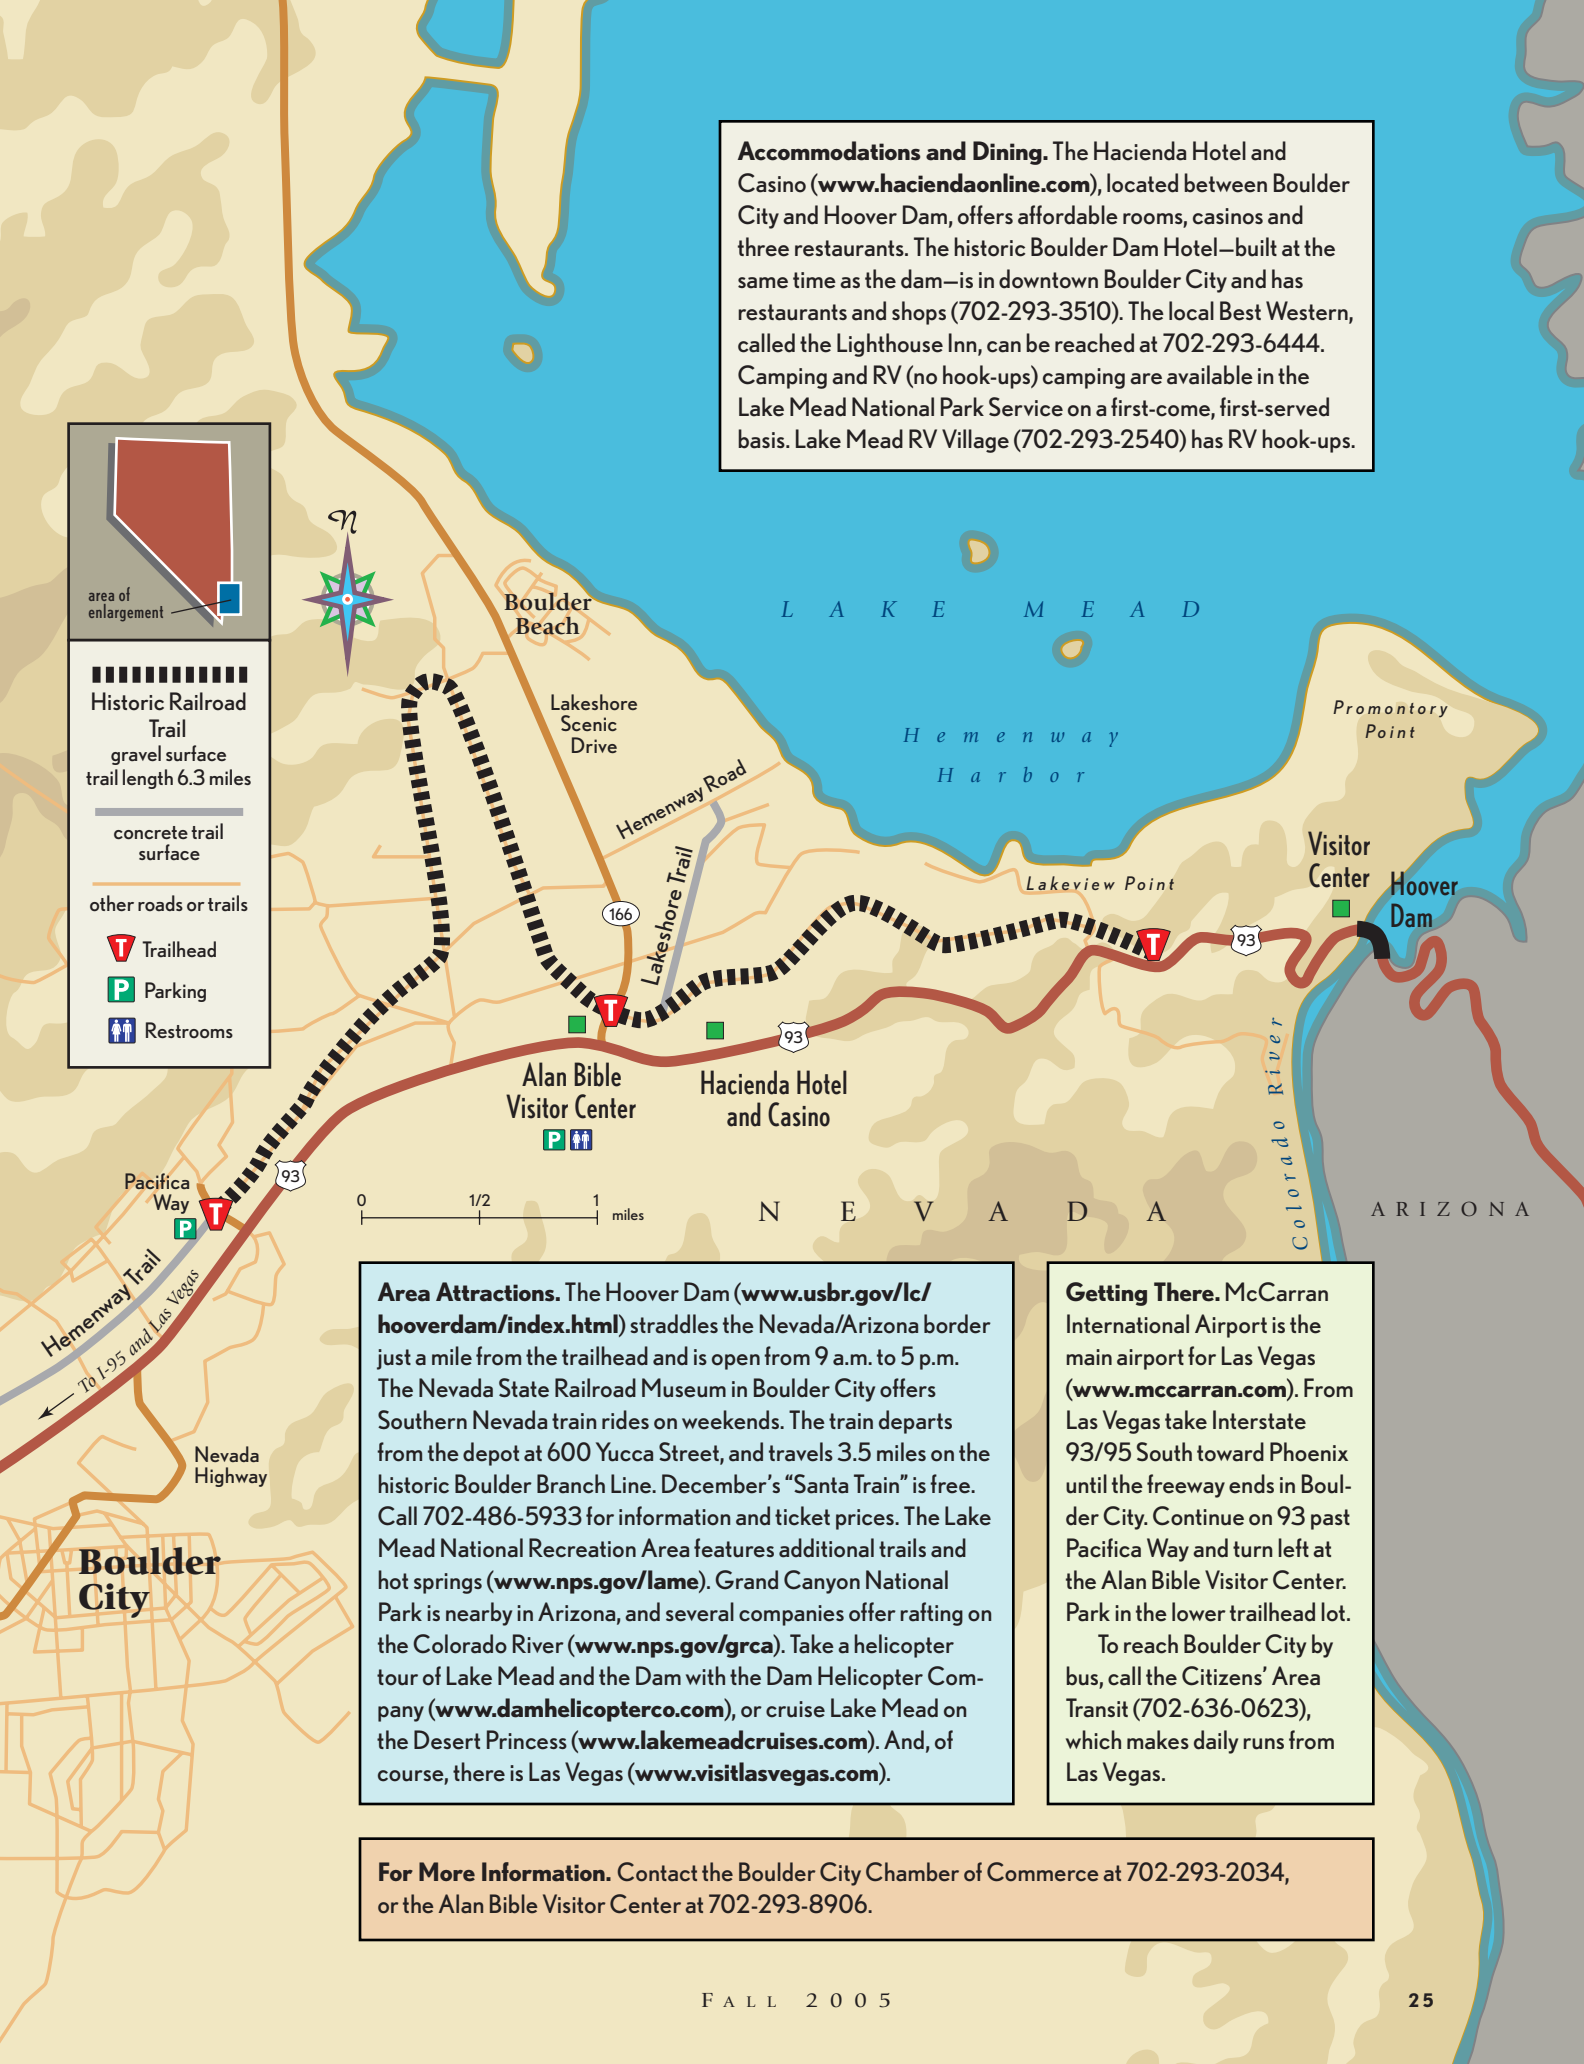 Accommodations and Dining. The Hacienda Hotel and
Casino (www.haciendaonline.com), located between Boulder
City and Hoover Dam, offers affordable rooms, casinos and
three restaurants. The historic Boulder Dam Hotel—built at the
same time as the dam—is in downtown Boulder City and has
restaurants and shops (702-293-3510). The local Best Western,
called the Lighthouse Inn, can be reached at 702-293-6444.
Camping and RV (no hook-ups) camping are available in the
Lake Mead National Park Service on a first-come, first-served
basis. Lake Mead RV Village (702-293-2540) has RV hook-ups.
area of
enlargement
Historic Railroad
Trail
gravel surface
trail length 6.3 miles
concrete trail
surface
other roads or trails
T Trailhead
P Parking
Restrooms
N
Boulder
Beach
Lakeshore
Scenic
Drive
Hemenway Road
Lakeshore Trail
166
LAKE MEAD
Hemenway
Harbor
Promontory
Point
Lakeview Point
Visitor
Center
Hoover
Dam
T
93
T
93
Alan Bible
Visitor Center
P
Hacienda Hotel
and Casino
Colorado River
93
Pacifica
Way
T
P
Hemenway Trail
To I-95 and Las Vegas
0 1/2 1 miles
NEVADA
ARIZONA
Nevada
Highway
Boulder
City
Area Attractions. The Hoover Dam (www.usbr.gov/lc/
hooverdam/index.html) straddles the Nevada/Arizona border
just a mile from the trailhead and is open from 9 a.m. to 5 p.m.
The Nevada State Railroad Museum in Boulder City offers
Southern Nevada train rides on weekends. The train departs
from the depot at 600 Yucca Street, and travels 3.5 miles on the
historic Boulder Branch Line. December's "Santa Train" is free.
Call 702-486-5933 for information and ticket prices. The Lake
Mead National Recreation Area features additional trails and
hot springs (www.nps.gov/lame). Grand Canyon National
Park is nearby in Arizona, and several companies offer rafting on
the Colorado River (www.nps.gov/grca). Take a helicopter
tour of Lake Mead and the Dam with the Dam Helicopter Com-
pany (www.damhelicopterco.com), or cruise Lake Mead on
the Desert Princess (www.lakemeadcruises.com). And, of
course, there is Las Vegas (www.visitlasvegas.com).
Getting There. McCarran
International Airport is the
main airport for Las Vegas
(www.mccarran.com). From
Las Vegas take Interstate
93/95 South toward Phoenix
until the freeway ends in Boul-
der City. Continue on 93 past
Pacifica Way and turn left at
the Alan Bible Visitor Center.
Park in the lower trailhead lot.
To reach Boulder City by
bus, call the Citizens' Area
Transit (702-636-0623),
which makes daily runs from
Las Vegas.
For More Information. Contact the Boulder City Chamber of Commerce at 702-293-2034,
or the Alan Bible Visitor Center at 702-293-8906.
FALL 2005
25